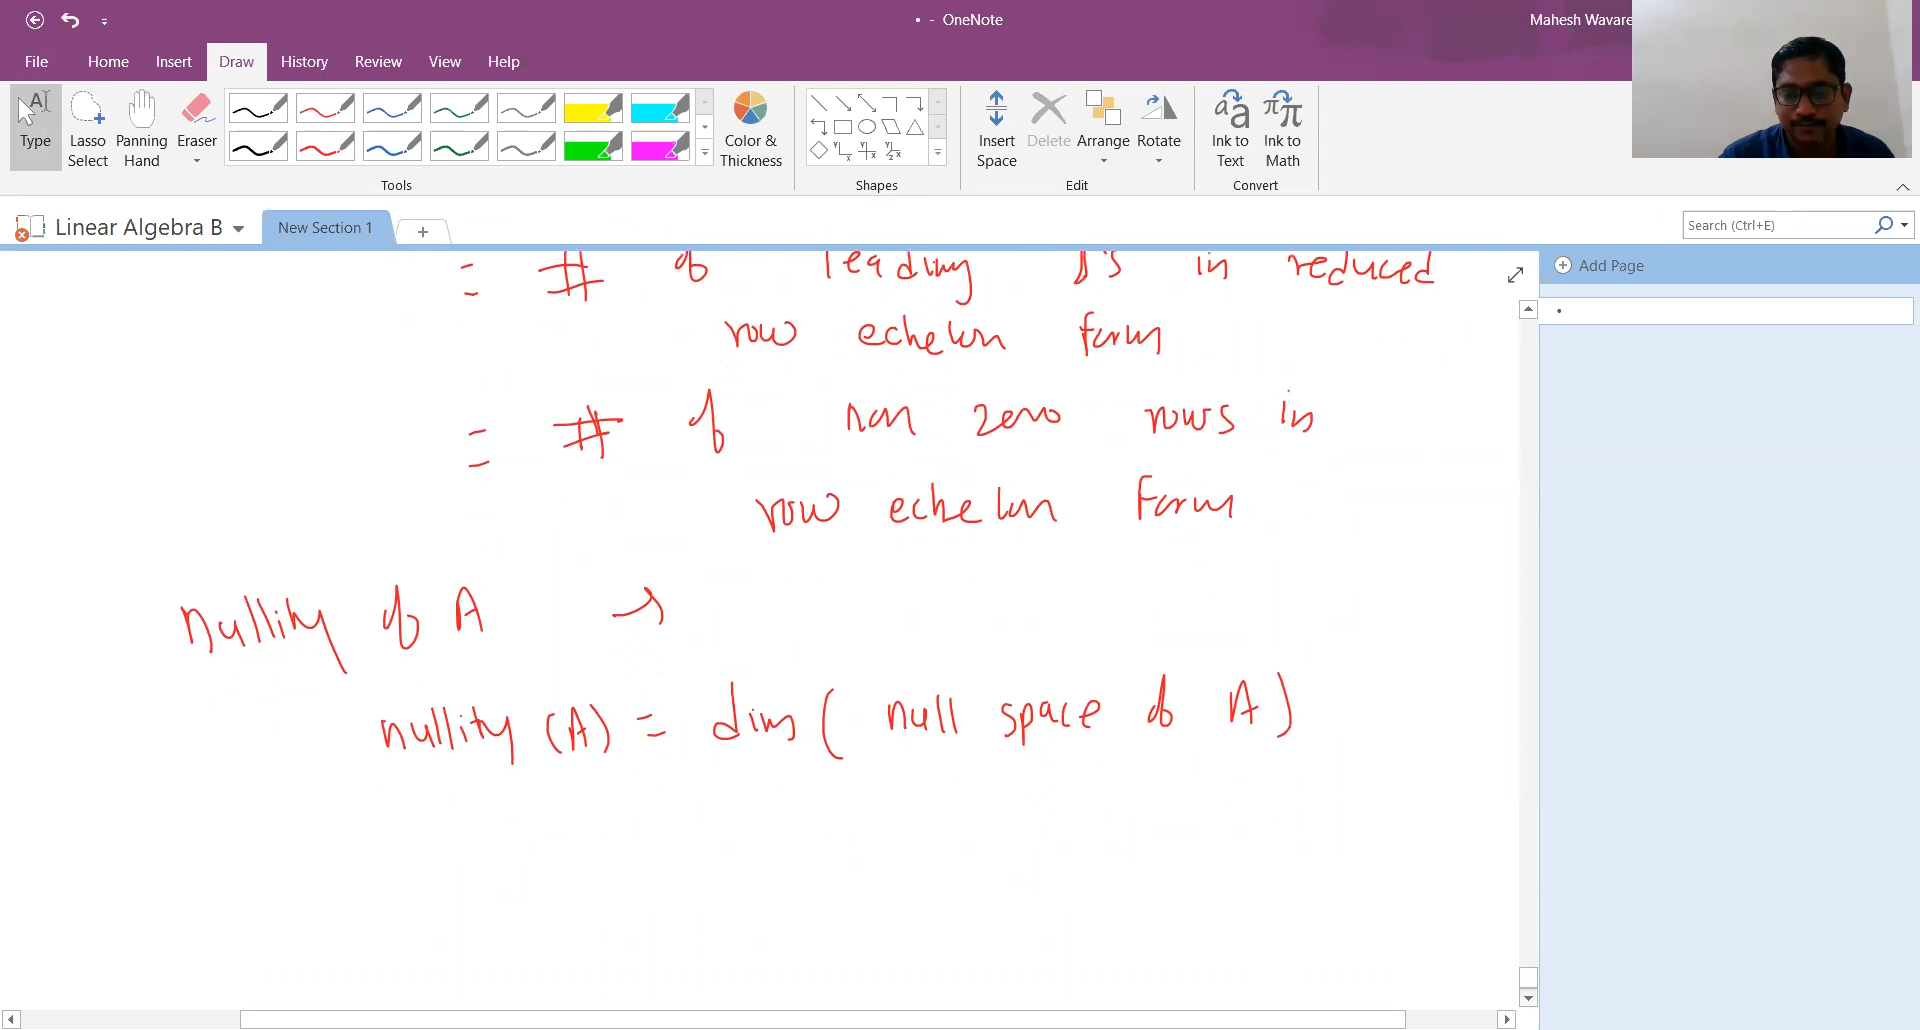 • - OneNote
Mahesh Wavare
File Home Insert Draw History Review View Help
Type
Lasso Select
Panning Hand
Eraser
Color & Thickness
Insert Space
Delete
Arrange
Rotate
Ink to Text
Ink to Math
Tools
Shapes
Edit
Convert
Linear Algebra B
New Section 1
Search (Ctrl+E)
Add Page
= # of leading 1's in reduced
row echelon form
= # of non zero rows in
row echelon form
Nullity of A →
nullity (A) = dim ( null space of A )